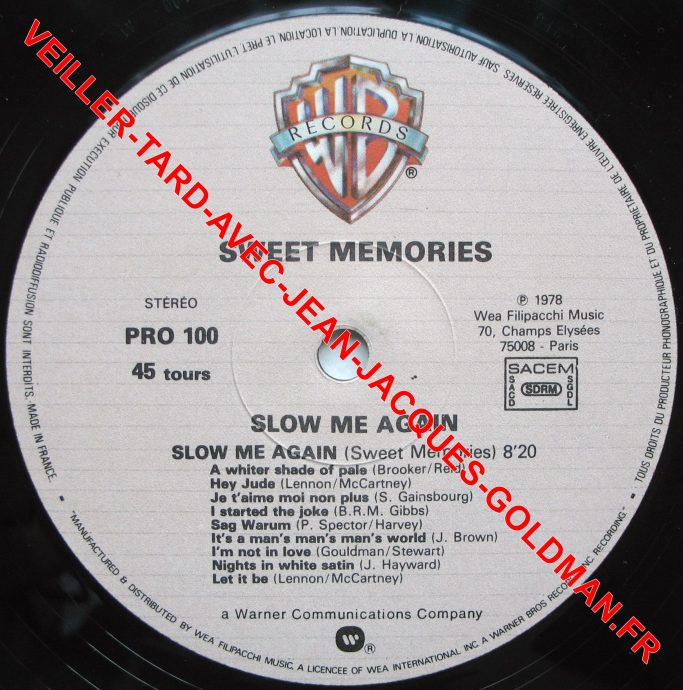 TOUS DROITS DU PRODUCTEUR PHONOGRAPHIQUE ET DU PROPRIETAIRE DE L'ŒUVRE ENREGISTREE RESERVES. SAUF AUTORISATION LA DUPLICATION, LA LOCATION, LE PRET, L'UTILISATION DE CE DISQUE POUR EXECUTION PUBLIQUE ET RADIODIFFUSION SONT INTERDITS. MADE IN FRANCE.
WB
RECORDS
®
SWEET MEMORIES
STÉRÉO
PRO 100
45 tours
℗ 1978
Wea Filipacchi Music
70, Champs Elysées
75008 - Paris
SACEM
SACD
SDRM
SGDL
SLOW ME AGAIN
SLOW ME AGAIN (Sweet Memories) 8'20
A whiter shade of pale (Brooker/Reid)
Hey Jude (Lennon/McCartney)
Je t'aime moi non plus (S. Gainsbourg)
I started the joke (B.R.M. Gibbs)
Sag Warum (P. Spector/Harvey)
It's a man's man's man's world (J. Brown)
I'm not in love (Gouldman/Stewart)
Nights in white satin (J. Hayward)
Let it be (Lennon/McCartney)
a Warner Communications Company
®
"MANUFACTURED & DISTRIBUTED BY WEA FILIPACCHI MUSIC. A LICENCEE OF WEA INTERNATIONAL INC. A WARNER BROS RECORDS INC. RECORDING."
VEILLER-TARD-AVEC-JEAN-JACQUES-GOLDMAN.FR